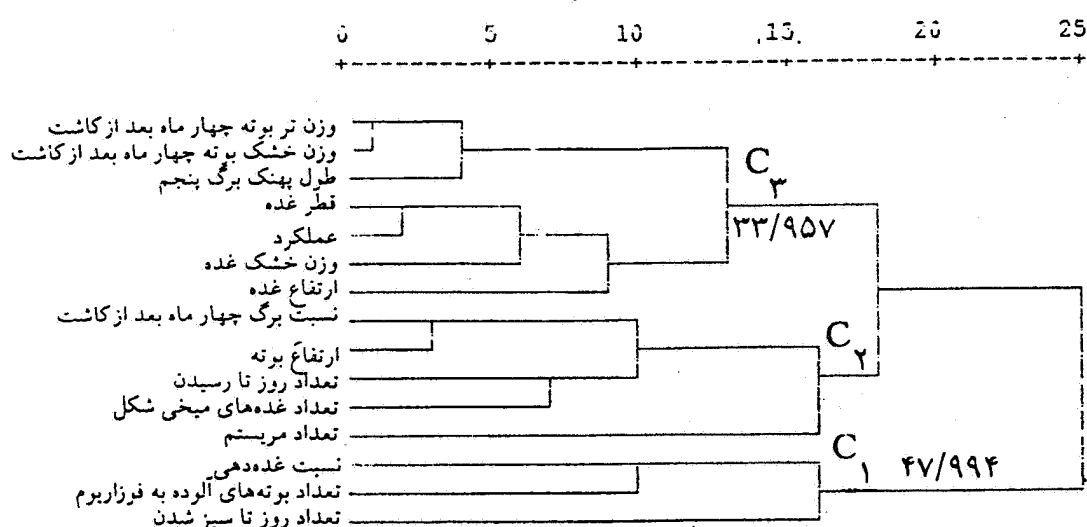 0 5 10 15 20 25
وزن تر بوته چهار ماه بعد از کاشت
وزن خشک بوته چهار ماه بعد از کاشت
طول پهنک برگ پنجم
قطر غده
عملکرد
وزن خشک غده
ارتفاع غده
نسبت برگ چهار ماه بعد از کاشت
ارتفاع بوته
تعداد روز تا رسیدن
تعداد غده‌های میخی شکل
تعداد مریستم
نسبت غده‌دهی
تعداد بوته‌های آلوده به فوزاریوم
تعداد روز تا سبز شدن
C۳
۳۳/۹۵۷
C۲
C۱ ۴۷/۹۹۴